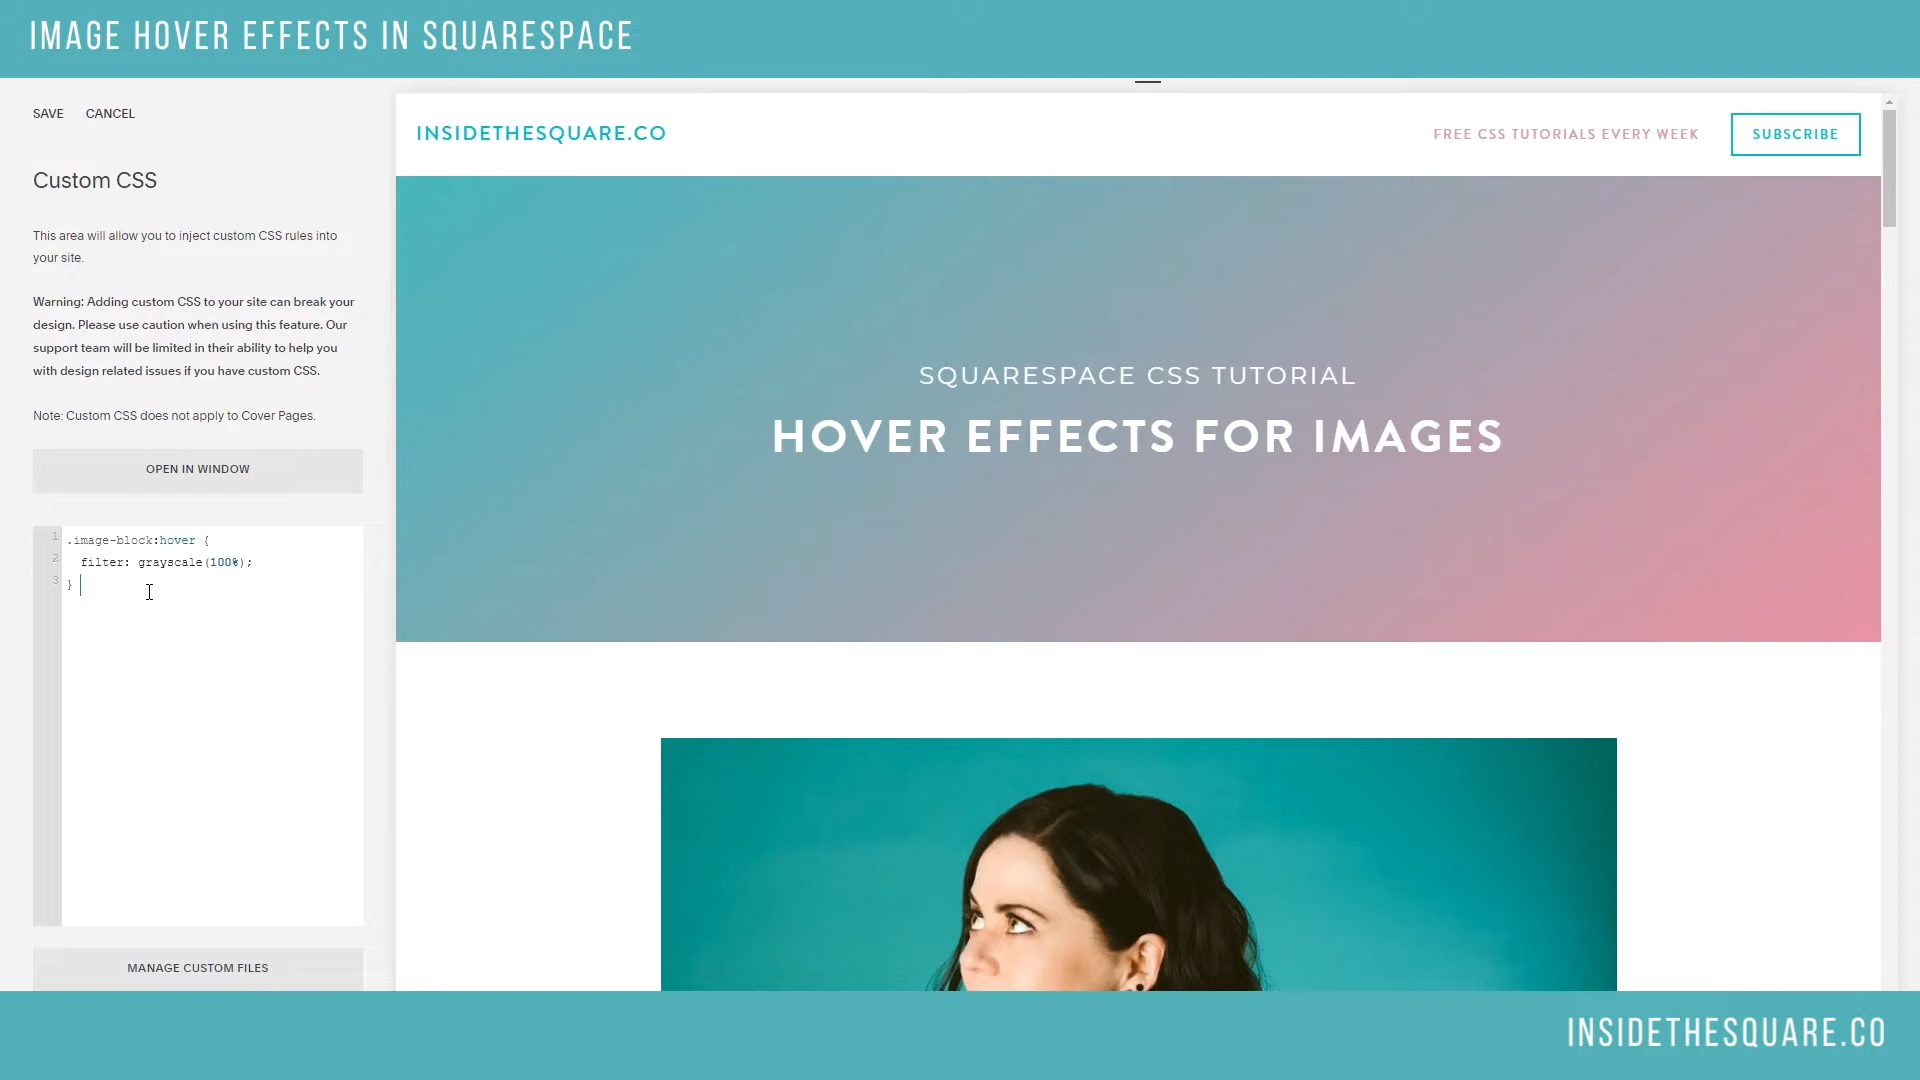 IMAGE HOVER EFFECTS IN SQUARESPACE
SAVE CANCEL
Custom CSS
This area will allow you to inject custom CSS rules into
your site.
Warning: Adding custom CSS to your site can break your
design. Please use caution when using this feature. Our
support team will be limited in their ability to help you
with design related issues if you have custom CSS.
Note: Custom CSS does not apply to Cover Pages.
OPEN IN WINDOW
1 .image-block:hover {
2 filter: grayscale(100%);
3 }
MANAGE CUSTOM FILES
INSIDETHESQUARE.CO
FREE CSS TUTORIALS EVERY WEEK
SUBSCRIBE
SQUARESPACE CSS TUTORIAL
HOVER EFFECTS FOR IMAGES
INSIDETHESQUARE.CO